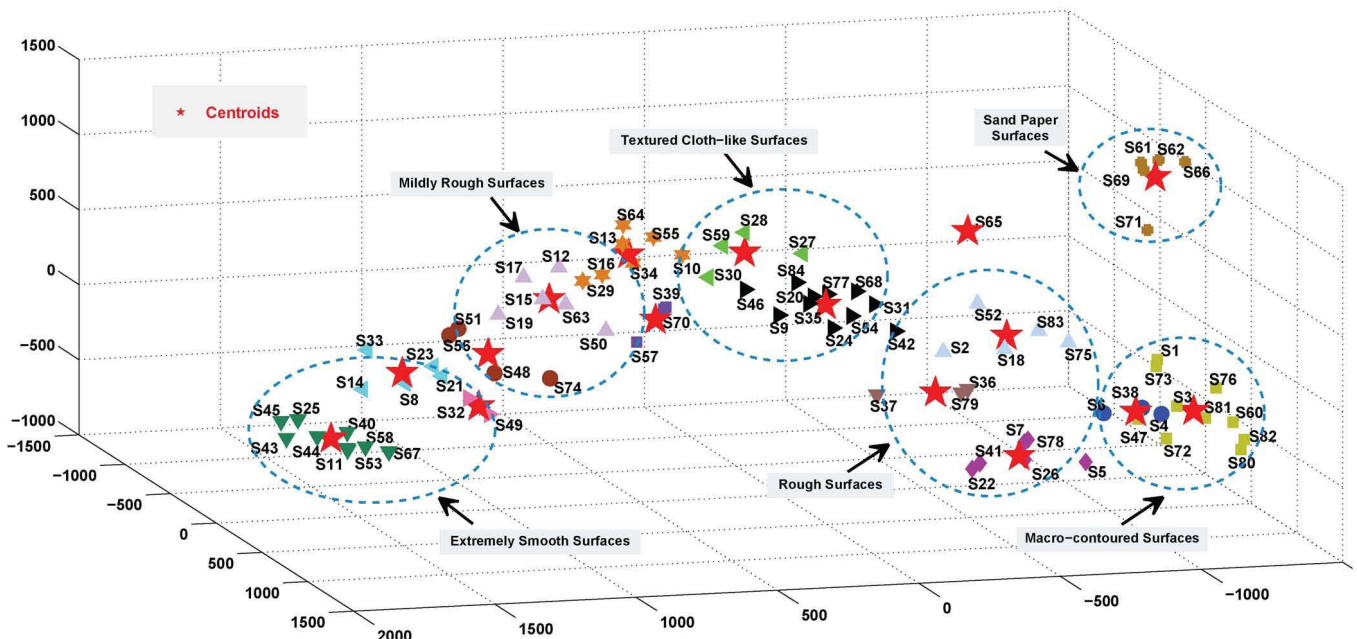 1500
1000
500
0
−500
−1000
−1500
−1000
−500
0
500
1000
1500
2000
1500
1000
500
0
−500
−1000
Centroids
Sand Paper
Surfaces
Textured Cloth-like Surfaces
Mildly Rough Surfaces
S61
S62
S69
S66
S71
S65
S64
S13
S55
S59
S28
S27
S12
S17
S16
S34
S10
S30
S84
S77
S68
S29
S39
S46
S20
S31
S15
S63
S70
S9
S35
S54
S52
S83
S19
S50
S57
S24
S42
S51
S56
S2
S18
S75
S33
S23
S48
S74
S1
S73
S14
S8
S21
S36
S76
S37
S79
S38
S3
S81
S60
S45
S25
S40
S32
S49
S6
S4
S7
S78
S47
S72
S82
S43
S44
S58
S41
S80
S11
S53
S67
S22
S26
S5
Rough Surfaces
Extremely Smooth Surfaces
Macro−contoured Surfaces